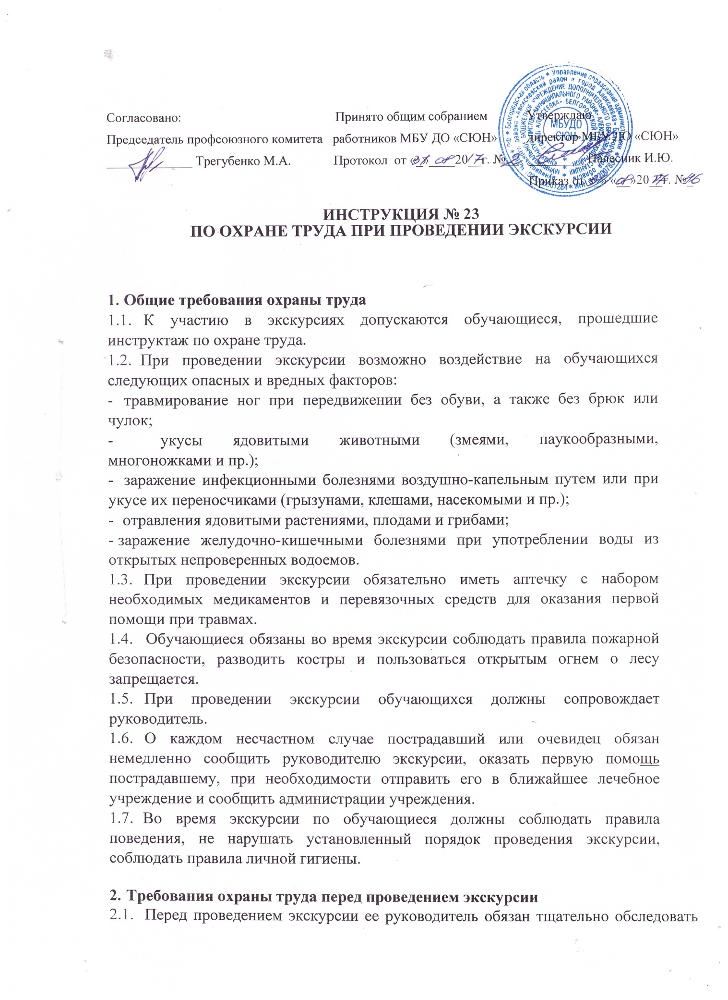 Согласовано: Принято общим собранием Утверждаю
Председатель профсоюзного комитета работников МБУ ДО «СЮН» директор МБУ ДО «СЮН»
______________ Трегубенко М.А. Протокол от «31» 08 2017г. №2 Налесник И.Ю.
Приказ от « » «08»2017г. №46
МБУДО
«СЮН»
ИНСТРУКЦИЯ № 23
ПО ОХРАНЕ ТРУДА ПРИ ПРОВЕДЕНИИ ЭКСКУРСИИ
1. Общие требования охраны труда
1.1. К участию в экскурсиях допускаются обучающиеся, прошедшие
инструктаж по охране труда.
1.2. При проведении экскурсии возможно воздействие на обучающихся
следующих опасных и вредных факторов:
- травмирование ног при передвижении без обуви, а также без брюк или
чулок;
- укусы ядовитыми животными (змеями, паукообразными,
многоножками и пр.);
- заражение инфекционными болезнями воздушно-капельным путем или при
укусе их переносчиками (грызунами, клешами, насекомыми и пр.);
- отравления ядовитыми растениями, плодами и грибами;
- заражение желудочно-кишечными болезнями при употреблении воды из
открытых непроверенных водоемов.
1.3. При проведении экскурсии обязательно иметь аптечку с набором
необходимых медикаментов и перевязочных средств для оказания первой
помощи при травмах.
1.4. Обучающиеся обязаны во время экскурсии соблюдать правила пожарной
безопасности, разводить костры и пользоваться открытым огнем о лесу
запрещается.
1.5. При проведении экскурсии обучающихся должны сопровождает
руководитель.
1.6. О каждом несчастном случае пострадавший или очевидец обязан
немедленно сообщить руководителю экскурсии, оказать первую помощь
пострадавшему, при необходимости отправить его в ближайшее лечебное
учреждение и сообщить администрации учреждения.
1.7. Во время экскурсии по обучающиеся должны соблюдать правила
поведения, не нарушать установленный порядок проведения экскурсии,
соблюдать правила личной гигиены.
2. Требования охраны труда перед проведением экскурсии
2.1. Перед проведением экскурсии ее руководитель обязан тщательно обследовать